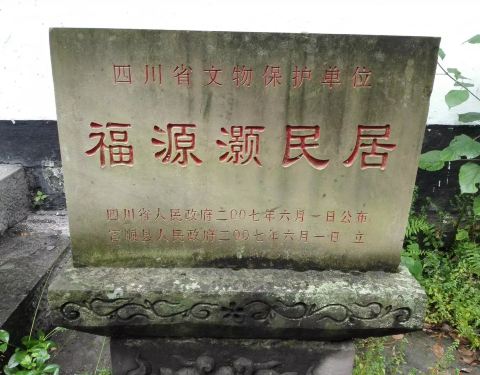 四川省文物保护单位
福源灏民居
四川省人民政府二00七年六月一日公布
富顺县人民政府二00七年六月一日 立